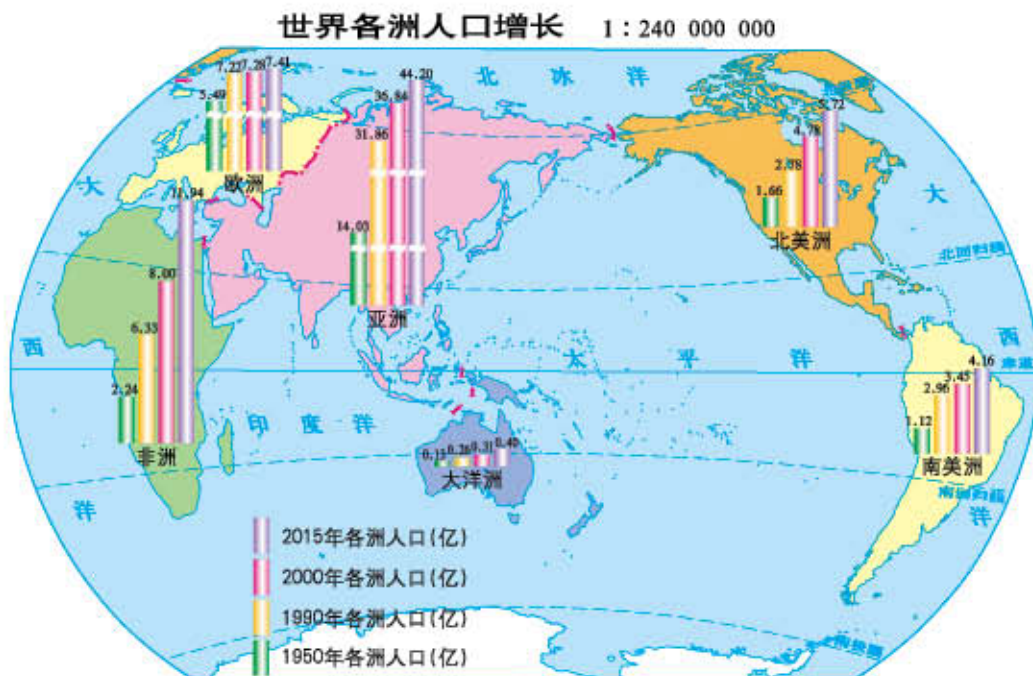 世界各洲人口增长 1:240 000 000
北冰洋
5.49 7.22 7.28 7.41
欧洲
14.03 31.86 36.84 44.20
亚洲
1.66 4.78 5.72
北美洲
大
大
北回归线
2.24 6.33 8.00 11.94
非洲
西
太平洋
西
印度洋
0.13 0.26 0.31 0.40
大洋洲
1.12 2.96 3.45 4.16
南美洲
南回归线
洋
洋
2015年各洲人口(亿)
2000年各洲人口(亿)
1990年各洲人口(亿)
1950年各洲人口(亿)